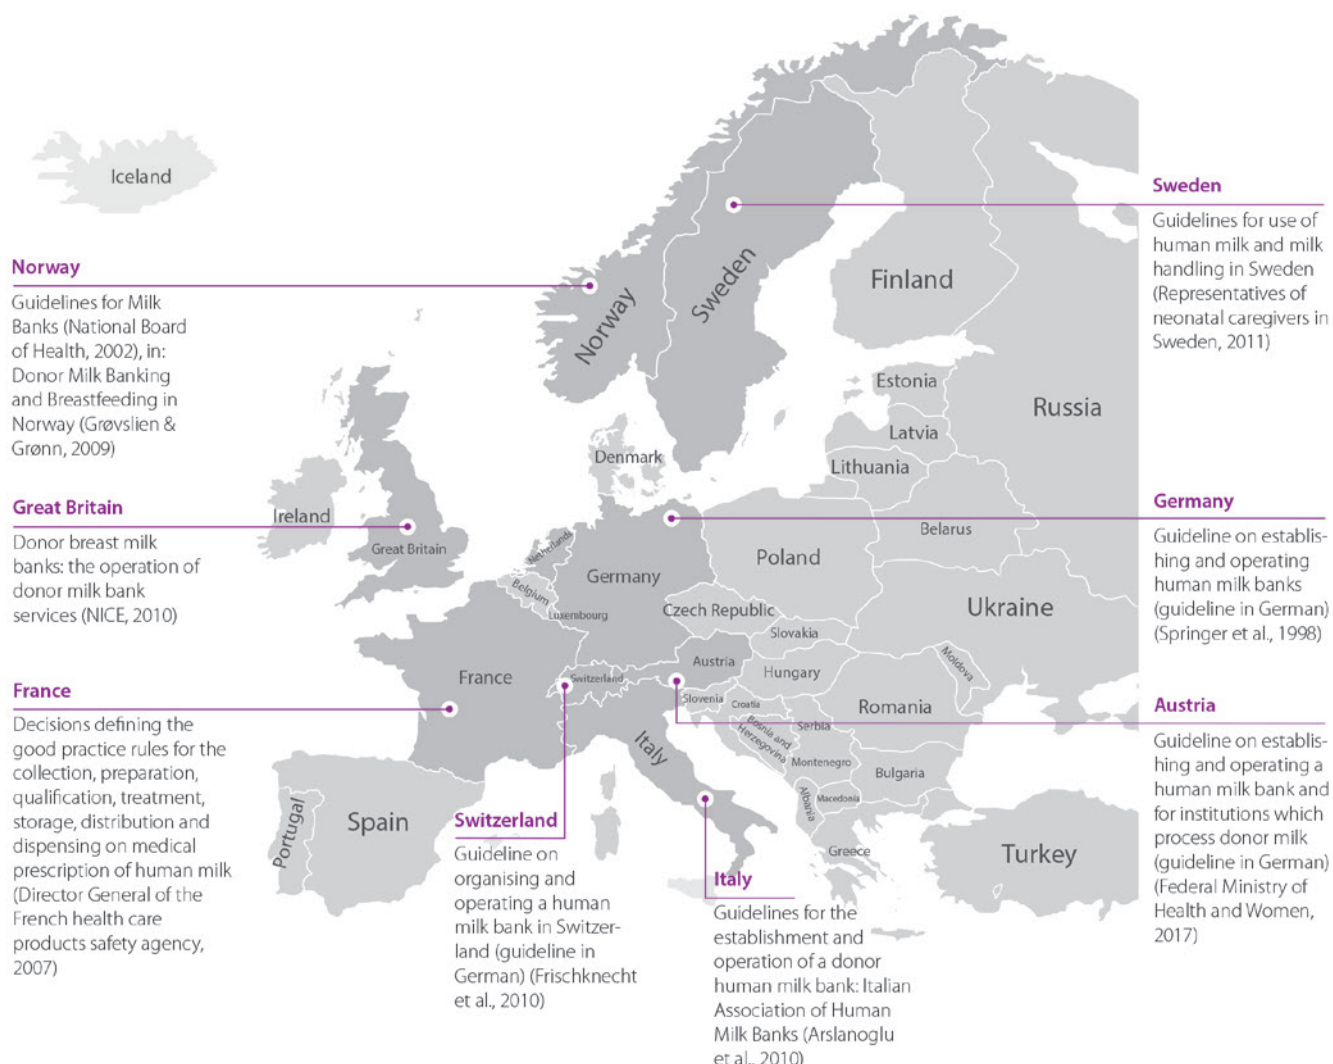 Iceland
Norway
Guidelines for Milk
Banks (National Board
of Health, 2002), in:
Donor Milk Banking
and Breastfeeding in
Norway (Grøvslien &
Grønn, 2009)
Great Britain
Donor breast milk
banks: the operation of
donor milk bank
services (NICE, 2010)
France
Decisions defining the
good practice rules for the
collection, preparation,
qualification, treatment,
storage, distribution and
dispensing on medical
prescription of human milk
(Director General of the
French health care
products safety agency,
2007)
Switzerland
Guideline on
organising and
operating a human
milk bank in Switzer-
land (guideline in
German) (Frischknecht
et al., 2010)
Italy
Guidelines for the
establishment and
operation of a donor
human milk bank: Italian
Association of Human
Milk Banks (Arslanoglu
et al., 2010)
Sweden
Guidelines for use of
human milk and milk
handling in Sweden
(Representatives of
neonatal caregivers in
Sweden, 2011)
Germany
Guideline on establis-
hing and operating
human milk banks
(guideline in German)
(Springer et al., 1998)
Austria
Guideline on establis-
hing and operating a
human milk bank and
for institutions which
process donor milk
(guideline in German)
(Federal Ministry of
Health and Women,
2017)
Norway
Sweden
Finland
Estonia
Russia
Latvia
Lithuania
Denmark
Ireland
Great Britain
Netherlands
Belgium
Luxembourg
Germany
Poland
Belarus
Czech Republic
Slovakia
Ukraine
France
Switzerland
Austria
Hungary
Moldova
Slovenia
Croatia
Romania
Italy
Bosnia and
Herzegovina
Serbia
Montenegro
Bulgaria
Albania
Macedonia
Greece
Turkey
Portugal
Spain